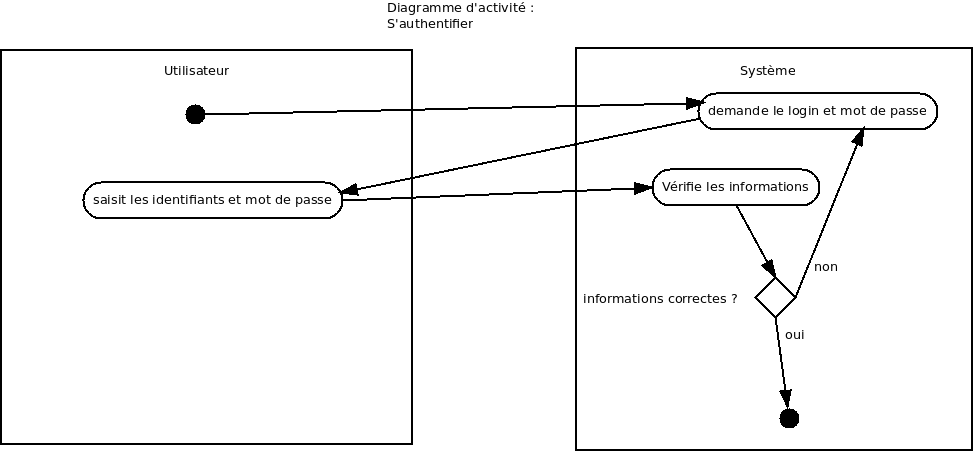 Diagramme d'activité :
S'authentifier
Utilisateur
Système
demande le login et mot de passe
saisit les identifiants et mot de passe
Vérifie les informations
non
informations correctes ?
oui